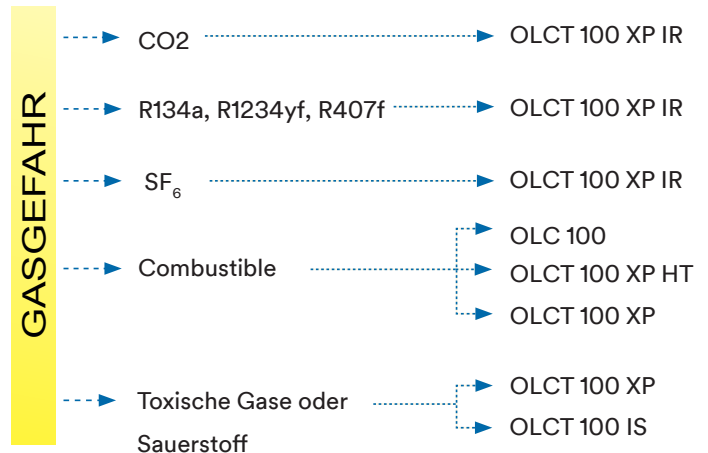 GASGEFAHR
CO2 OLCT 100 XP IR
R134a, R1234yf, R407f OLCT 100 XP IR
SF₆ OLCT 100 XP IR
OLC 100
Combustible OLCT 100 XP HT
OLCT 100 XP
OLCT 100 XP
Toxische Gase oder
OLCT 100 IS
Sauerstoff